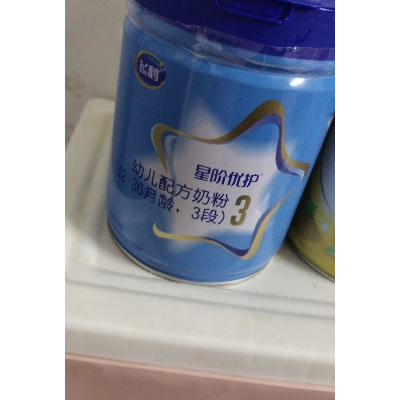 飞鹤
星阶优护
幼儿配方奶粉
(12-36月龄，3段)
3